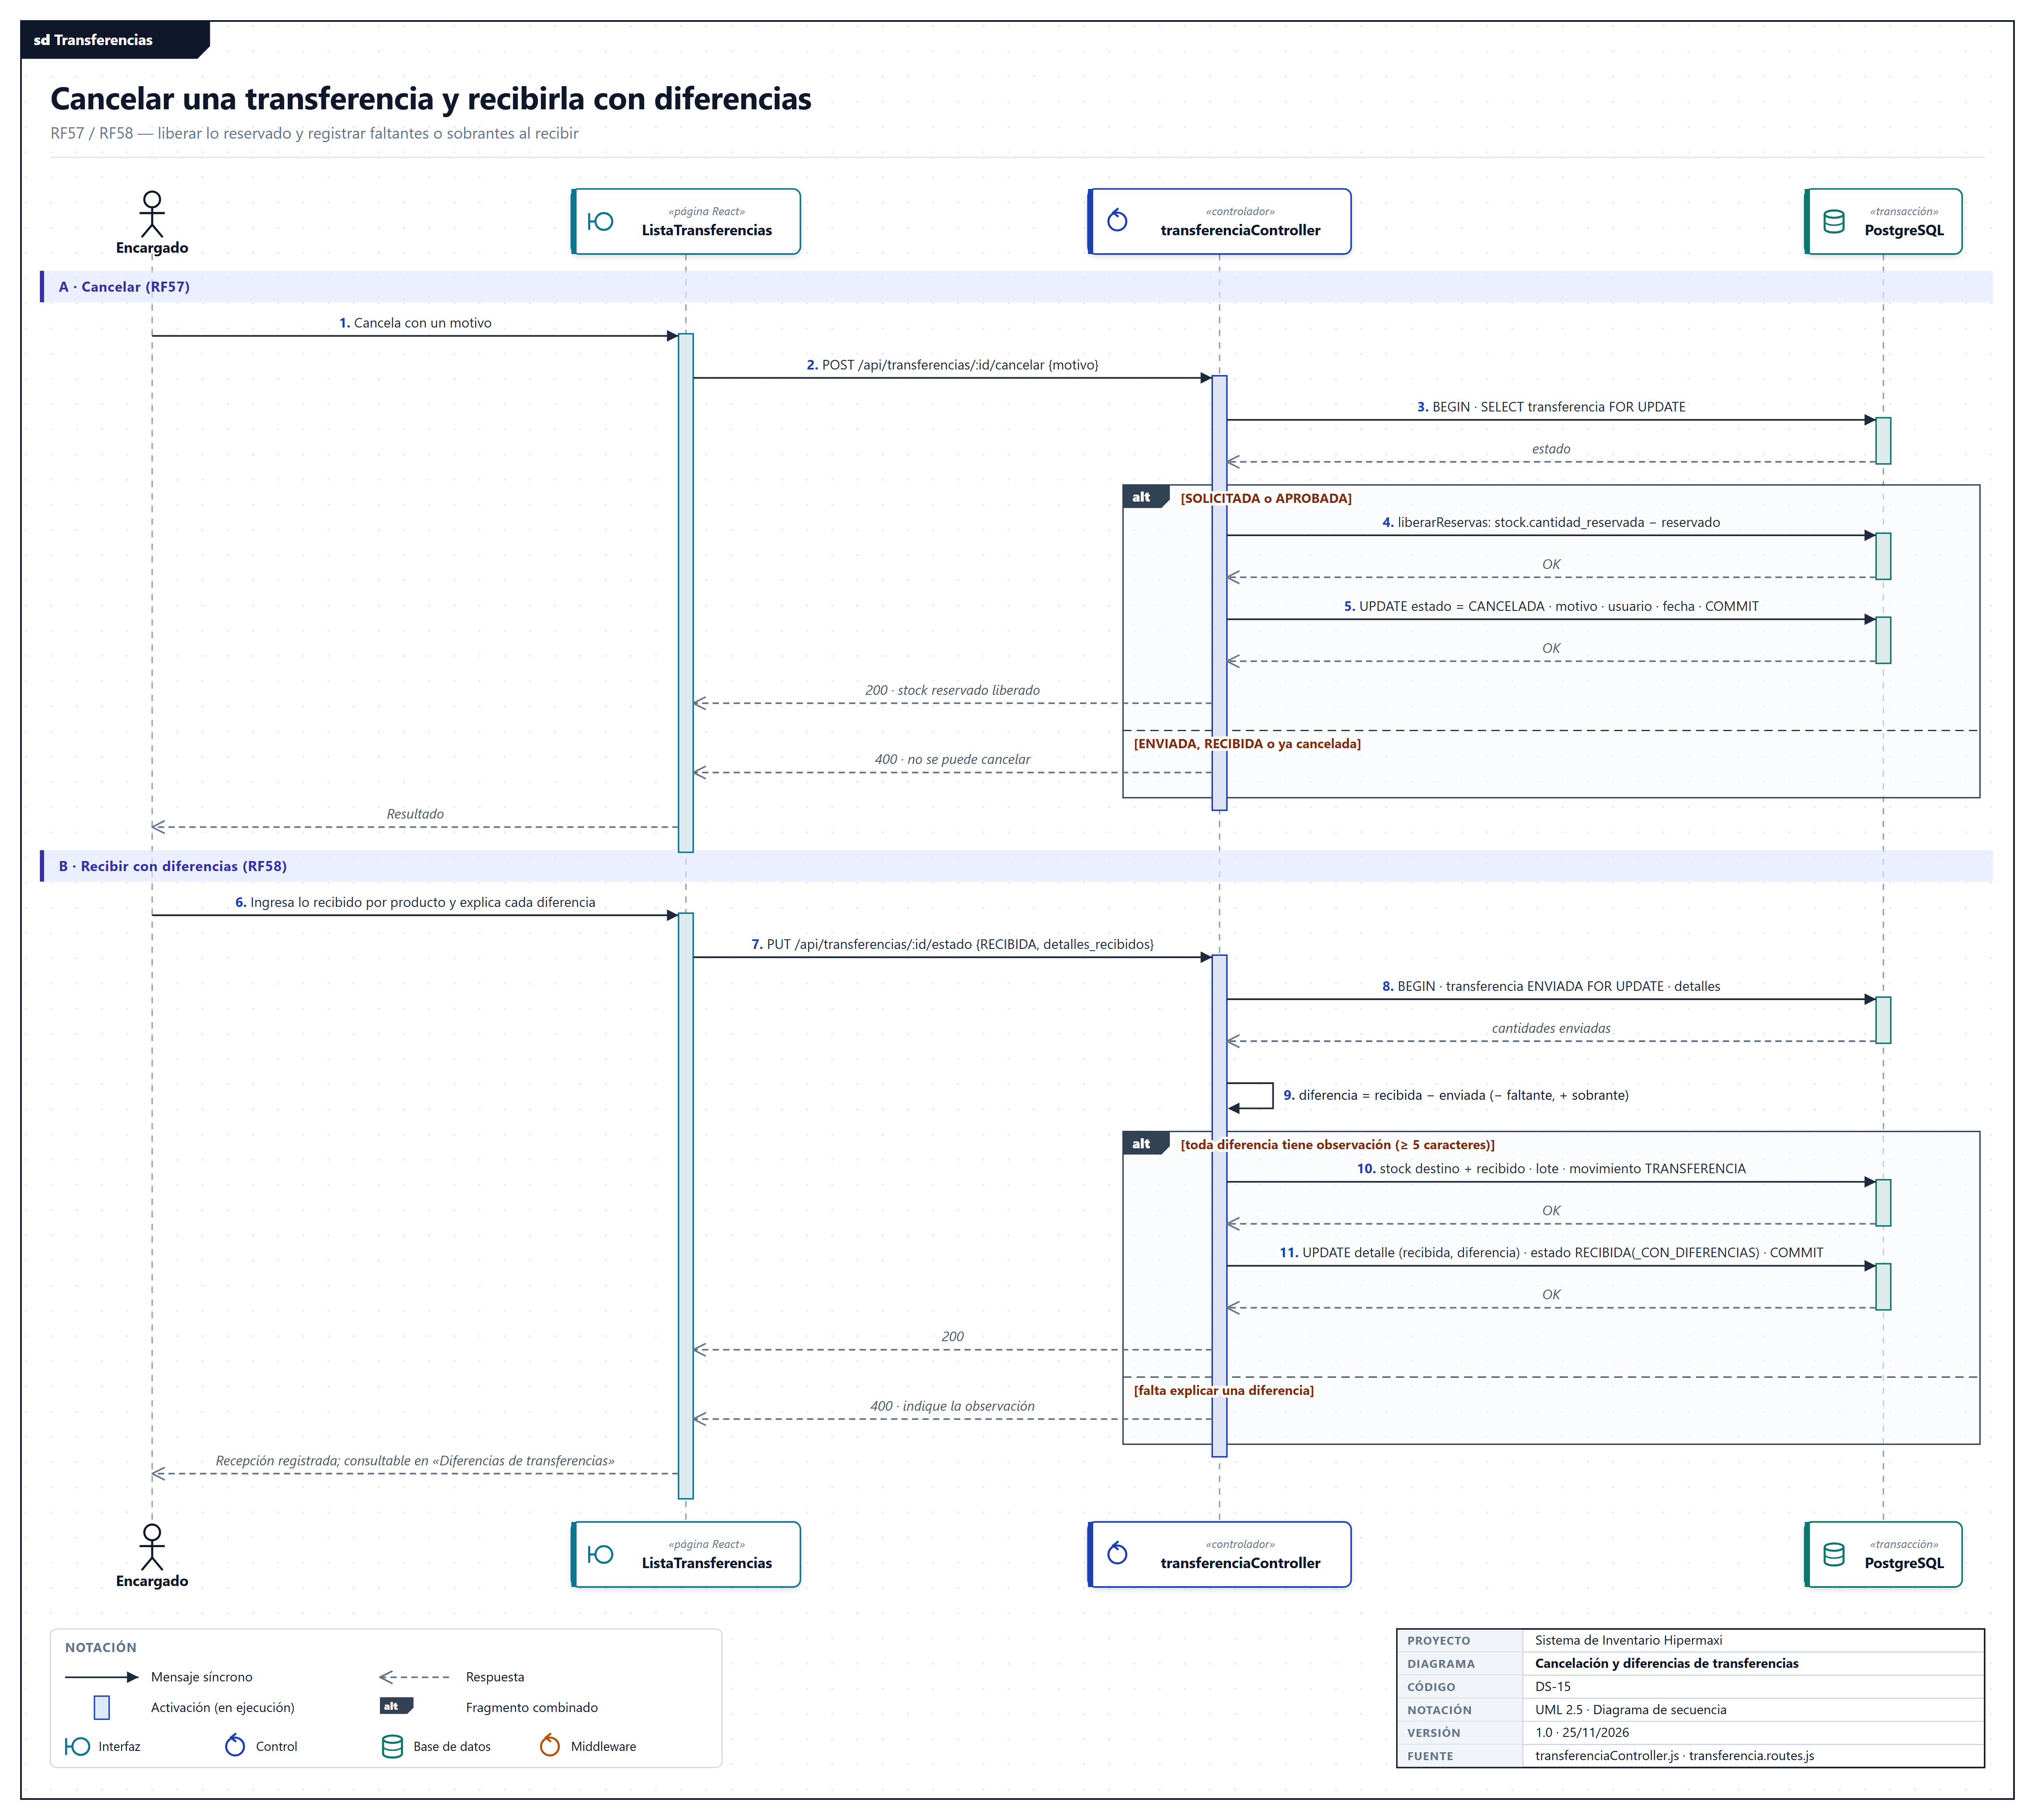 sd Transferencias
Cancelar una transferencia y recibirla con diferencias
RF57 / RF58 — liberar lo reservado y registrar faltantes o sobrantes al recibir
Encargado
«página React»
ListaTransferencias
«controlador»
transferenciaController
«transacción»
PostgreSQL
A · Cancelar (RF57)
1. Cancela con un motivo
2. POST /api/transferencias/:id/cancelar {motivo}
3. BEGIN · SELECT transferencia FOR UPDATE
estado
alt [SOLICITADA o APROBADA]
4. liberarReservas: stock.cantidad_reservada − reservado
OK
5. UPDATE estado = CANCELADA · motivo · usuario · fecha · COMMIT
OK
200 · stock reservado liberado
[ENVIADA, RECIBIDA o ya cancelada]
400 · no se puede cancelar
Resultado
B · Recibir con diferencias (RF58)
6. Ingresa lo recibido por producto y explica cada diferencia
7. PUT /api/transferencias/:id/estado {RECIBIDA, detalles_recibidos}
8. BEGIN · transferencia ENVIADA FOR UPDATE · detalles
cantidades enviadas
9. diferencia = recibida − enviada (− faltante, + sobrante)
alt [toda diferencia tiene observación (≥ 5 caracteres)]
10. stock destino + recibido · lote · movimiento TRANSFERENCIA
OK
11. UPDATE detalle (recibida, diferencia) · estado RECIBIDA(_CON_DIFERENCIAS) · COMMIT
OK
200
[falta explicar una diferencia]
400 · indique la observación
Recepción registrada; consultable en «Diferencias de transferencias»
Encargado
«página React»
ListaTransferencias
«controlador»
transferenciaController
«transacción»
PostgreSQL
NOTACIÓN
Mensaje síncrono
Respuesta
Activación (en ejecución)
alt Fragmento combinado
Interfaz
Control
Base de datos
Middleware
PROYECTO Sistema de Inventario Hipermaxi
DIAGRAMA Cancelación y diferencias de transferencias
CÓDIGO DS-15
NOTACIÓN UML 2.5 · Diagrama de secuencia
VERSIÓN 1.0 · 25/11/2026
FUENTE transferenciaController.js · transferencia.routes.js